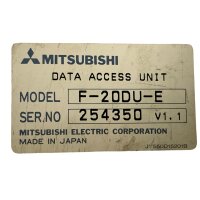 MITSUBISHI
DATA ACCESS UNIT
MODEL F-20DU-E
SER.NO 254350 V1.1
MITSUBISHI ELECTRIC CORPORATION
MADE IN JAPAN